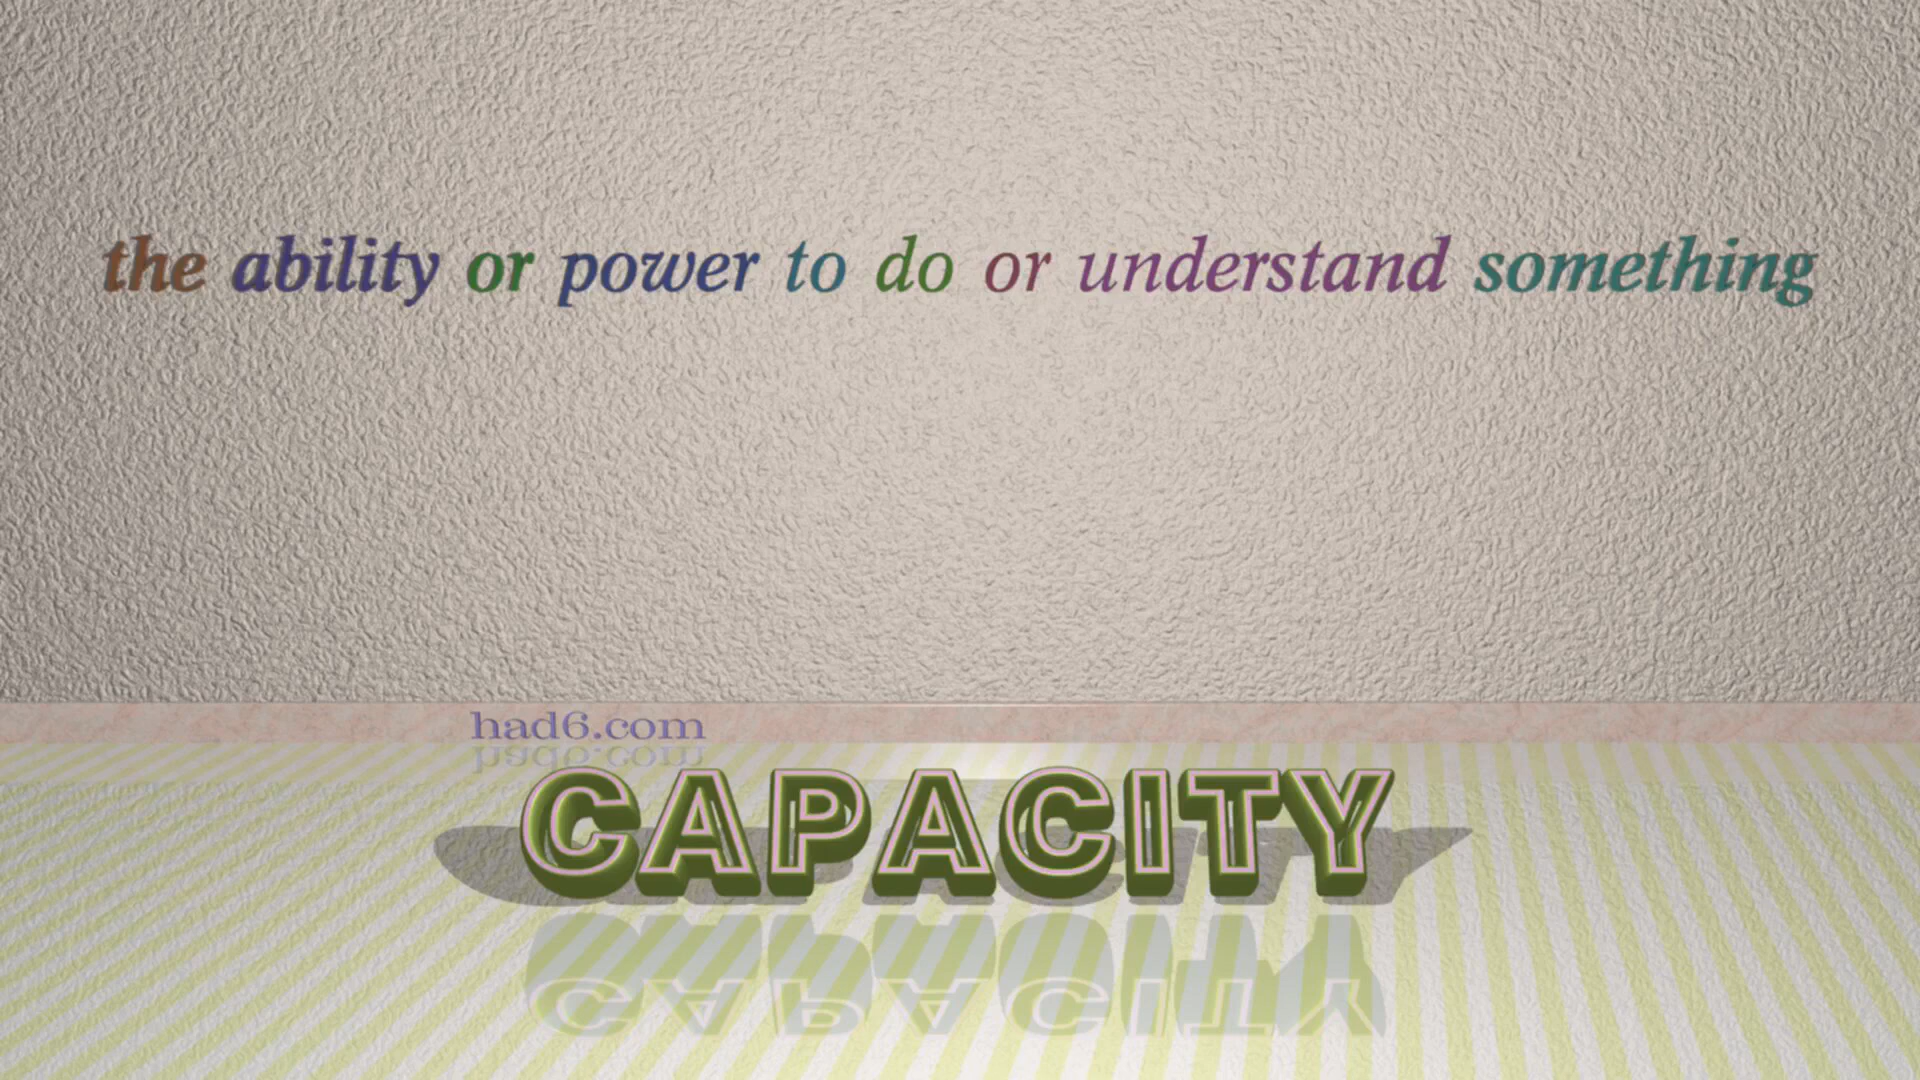 the ability or power to do or understand something
had6.com
CAPACITY